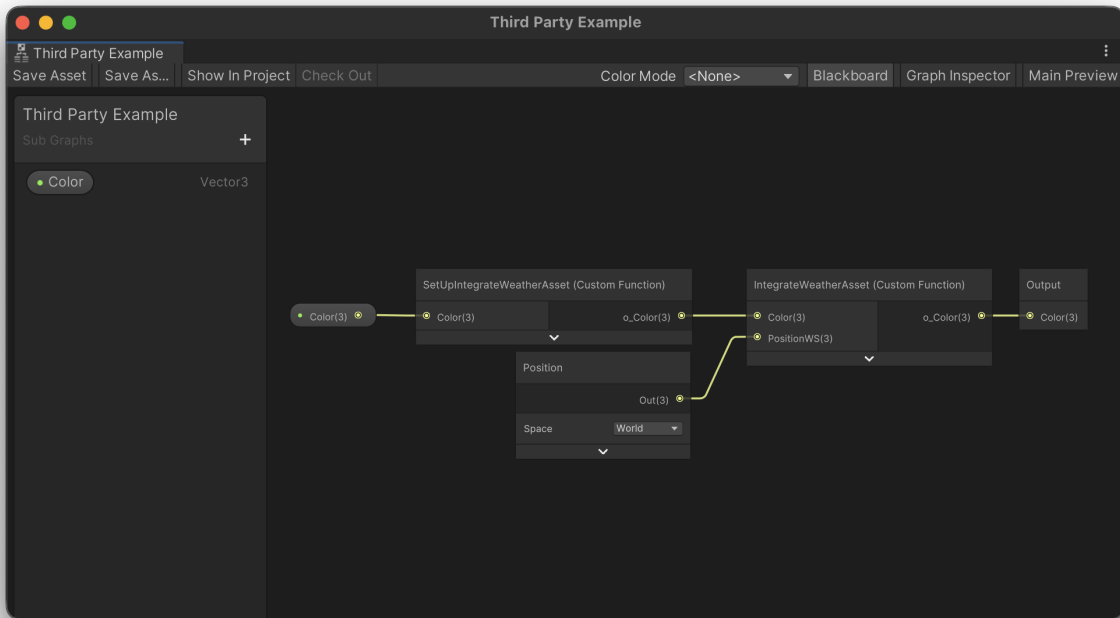 Third Party Example
Third Party Example
Save Asset Save As... Show In Project Check Out Color Mode <None> Blackboard Graph Inspector Main Preview
Third Party Example
Sub Graphs +
Color Vector3
Color(3)
SetUpIntegrateWeatherAsset (Custom Function)
Color(3) o_Color(3)
Position
Out(3)
Space World
IntegrateWeatherAsset (Custom Function)
Color(3) o_Color(3)
PositionWS(3)
Output
Color(3)